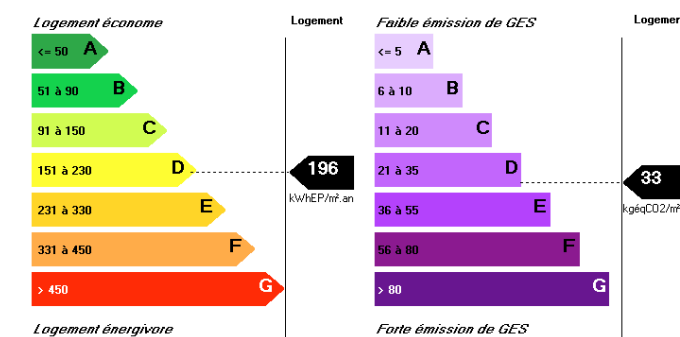 Logement économe
Logement
<= 50 A
51 à 90 B
91 à 150 C
151 à 230 D
196
kWhEP/m².an
231 à 330 E
331 à 450 F
> 450 G
Logement énergivore
Faible émission de GES
Logemer
<= 5 A
6 à 10 B
11 à 20 C
21 à 35 D
33
kgéqCO2/m²
36 à 55 E
56 à 80 F
> 80 G
Forte émission de GES